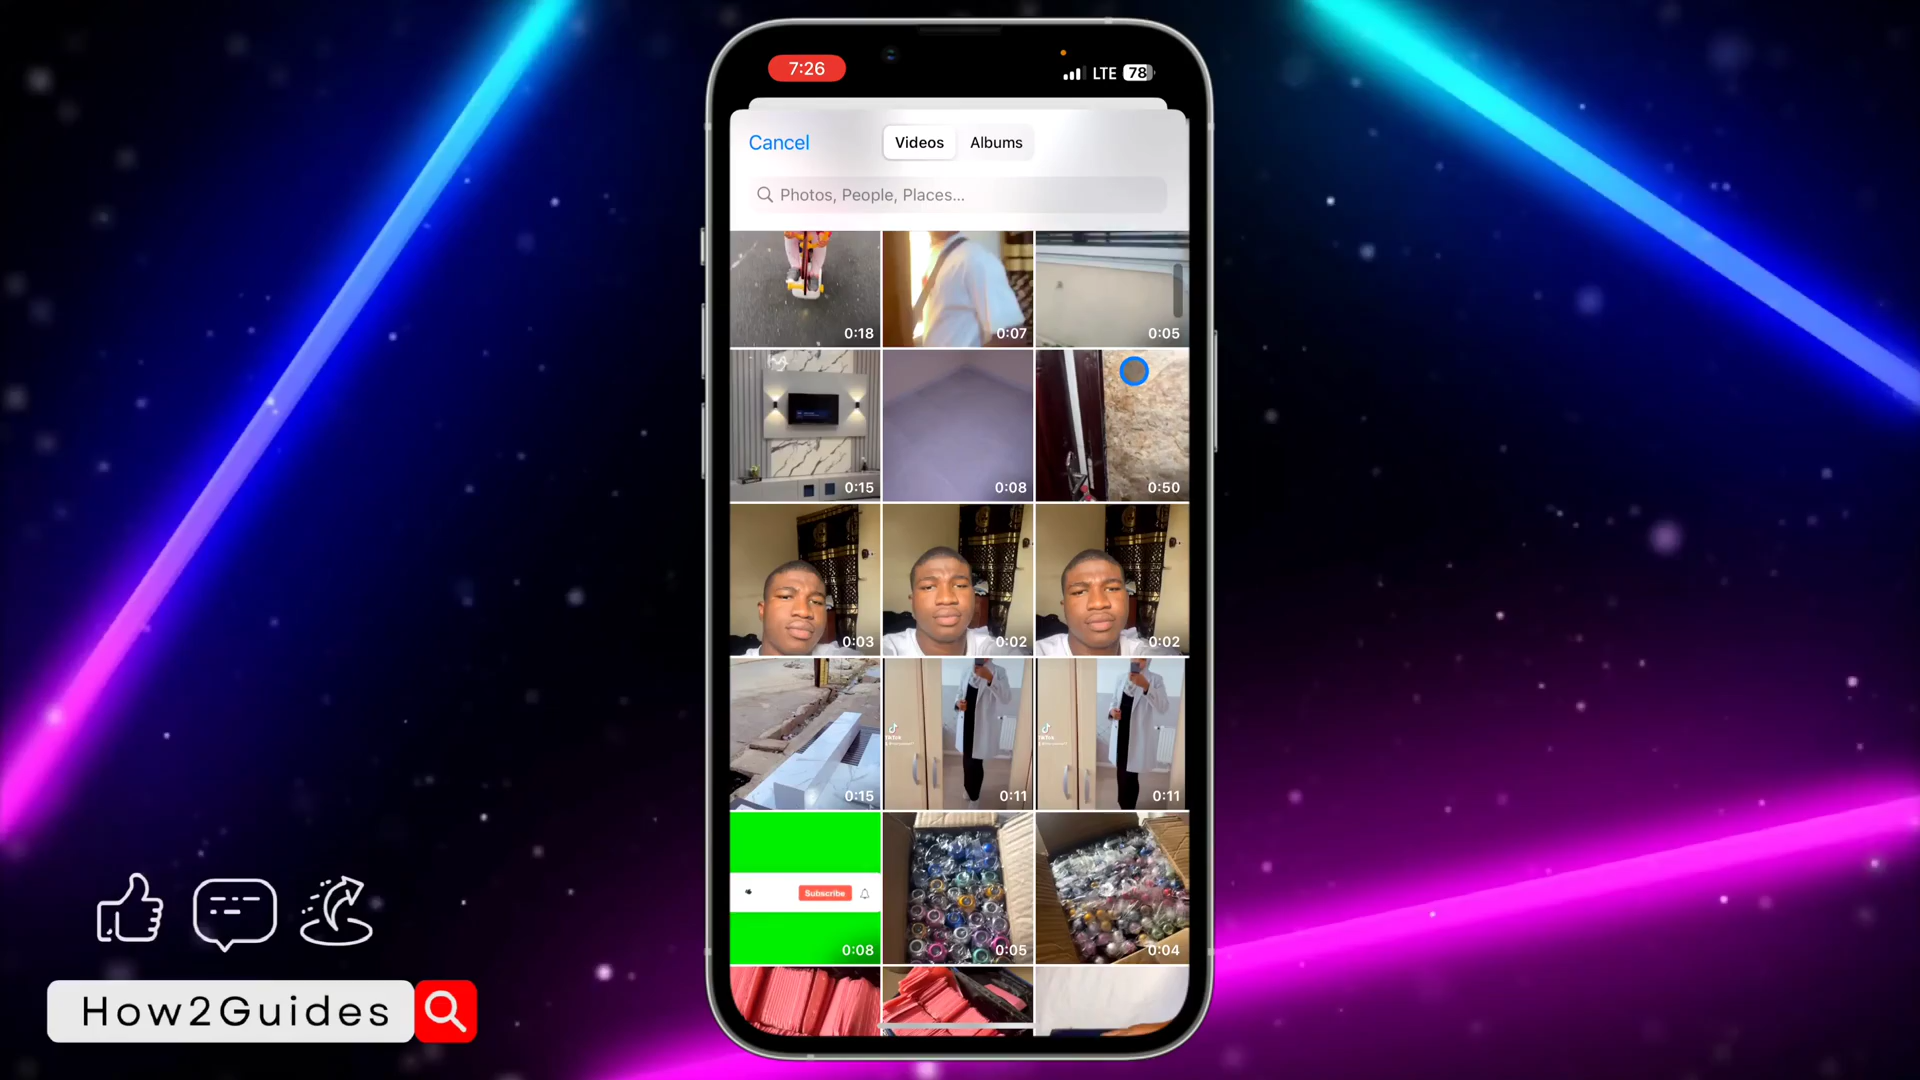 7:26
LTE 78
Cancel
Videos
Albums
Photos, People, Places...
0:18
0:07
0:05
0:15
0:08
0:50
0:03
0:02
0:02
0:15
TikTok
0:11
TikTok
0:11
Subscribe
0:08
0:05
0:04
How2Guides